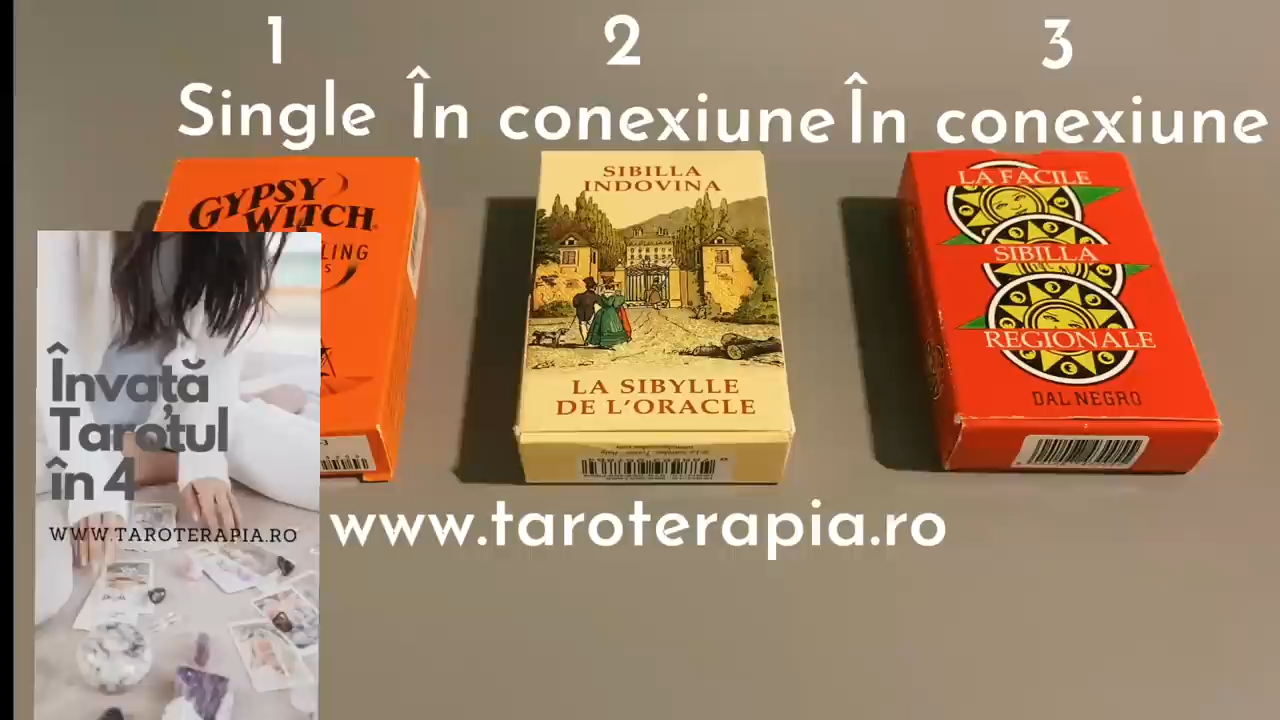 1
2
3
Single
În conexiune
În conexiune
GYPSY
WITCH
LING
S
SIBILLA
INDOVINA
LA SIBYLLE
DE L'ORACLE
LA FACILE
SIBILLA
REGIONALE
DAL NEGRO
Învață
Tarotul
în 4
WWW.TAROTERAPIA.RO
www.taroterapia.ro